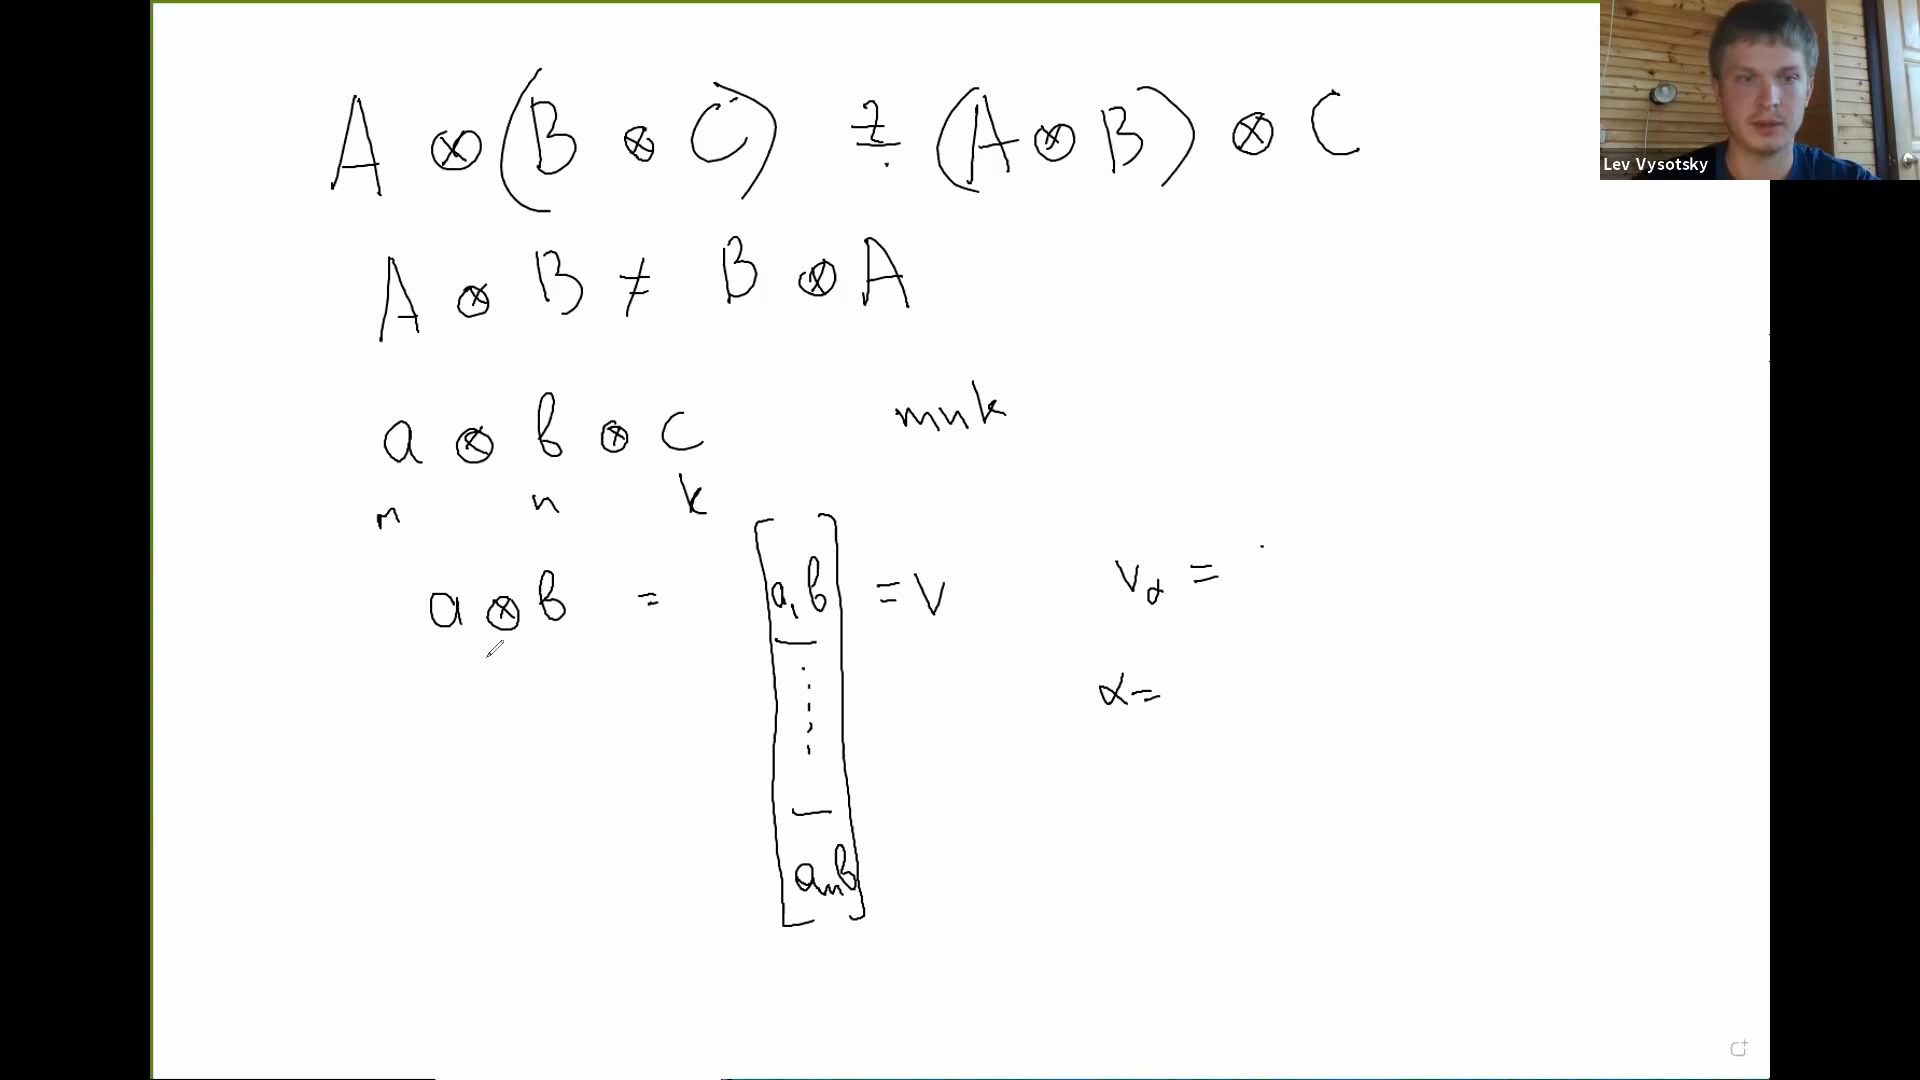 A ⊗ (B ⊗ C) ≟ (A ⊗ B) ⊗ C
Lev Vysotsky
A ⊗ B ≠ B ⊗ A
a ⊗ b ⊗ c mnk
m n k
a ⊗ b = [a₁b ⋮ aₘb] = v v_α =
α =